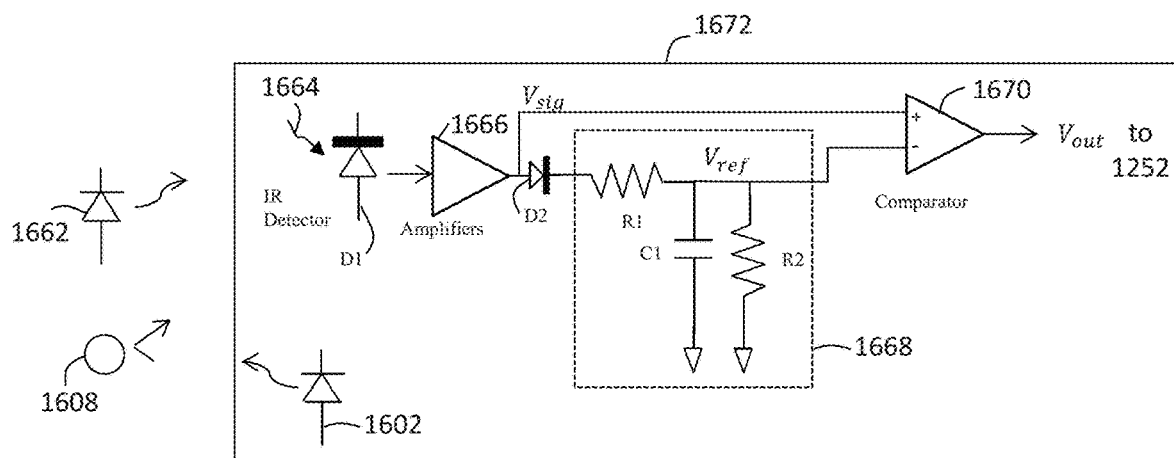 1672
1664
1666
V_sig
1670
V_out to
1252
IR
Detector
D1
Amplifiers
D2
R1
V_ref
C1
R2
+
-
Comparator
1662
1608
1602
1668